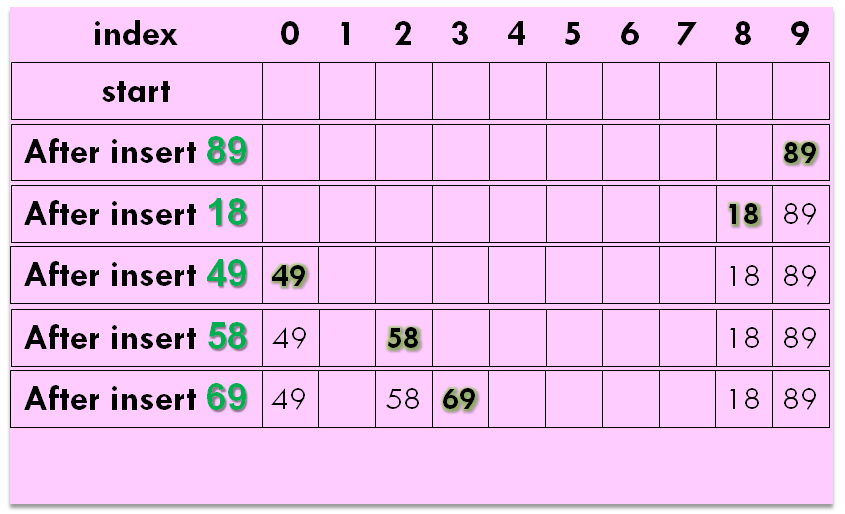 index 0 1 2 3 4 5 6 7 8 9
start
After insert 89 89
After insert 18 18 89
After insert 49 49 18 89
After insert 58 49 58 18 89
After insert 69 49 58 69 18 89